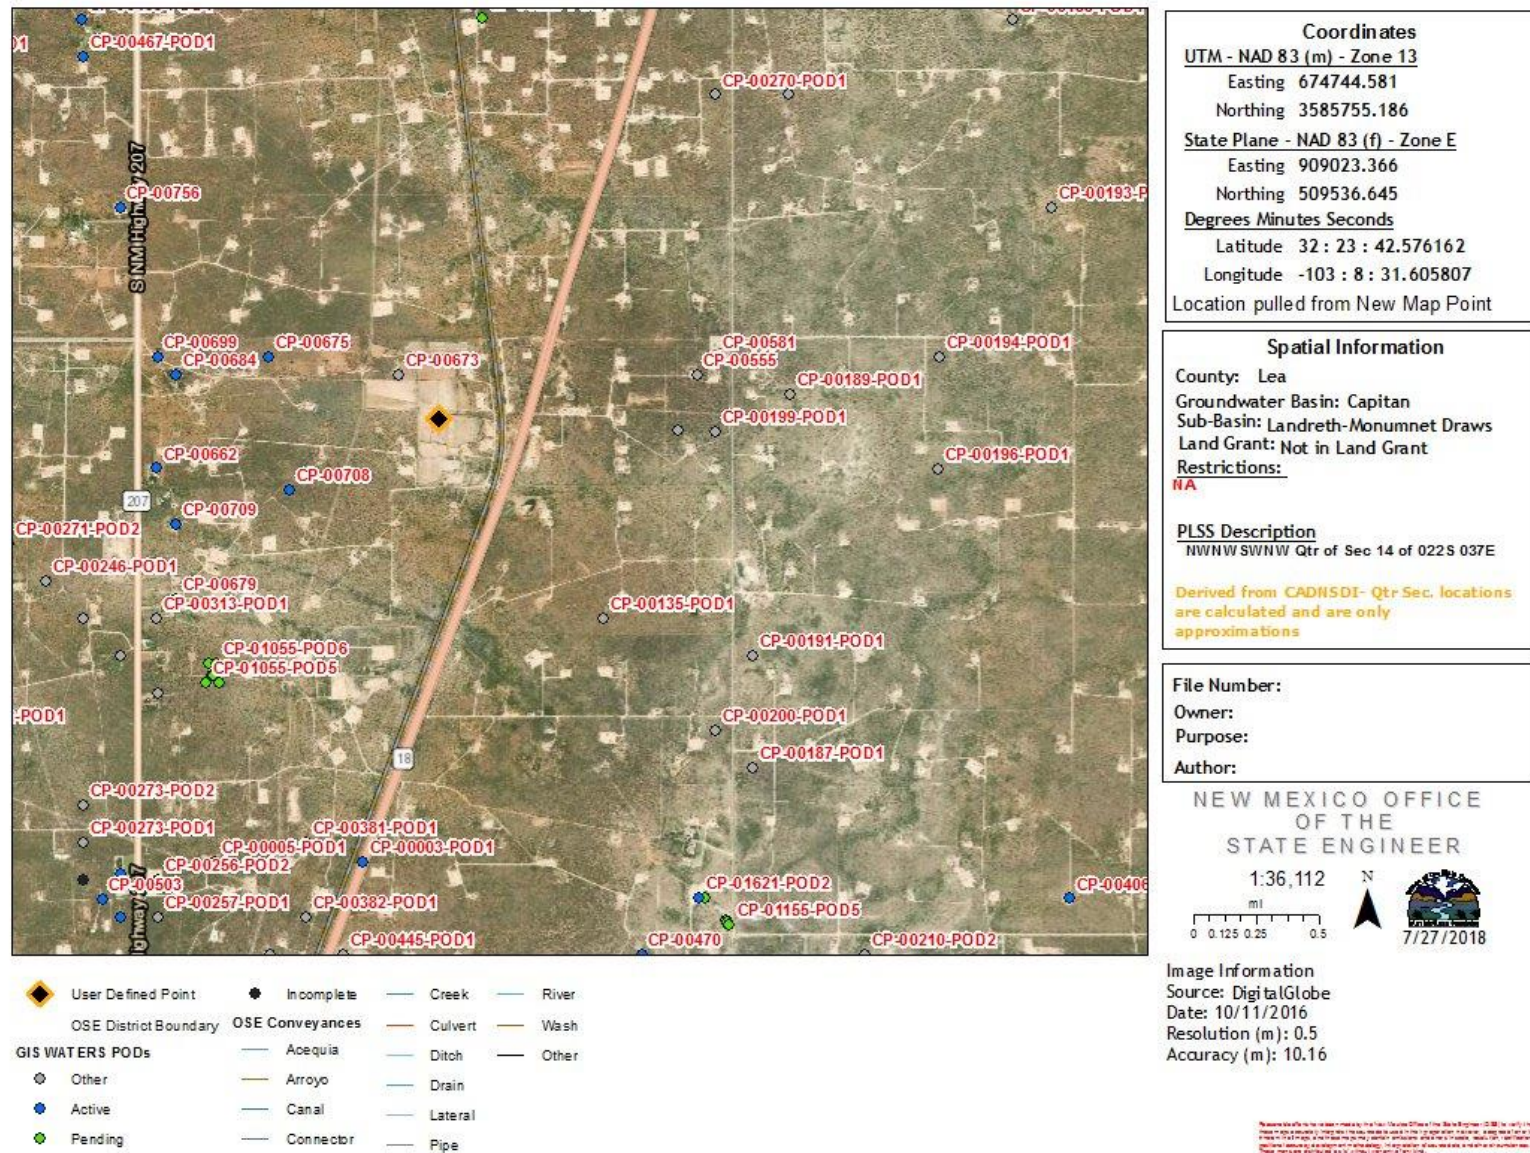 CP-00467-POD1
CP-00270-POD1
S NM Highway 207
CP-00756
CP-00193-P
CP-00699
CP-00675
CP-00684
CP-00673
CP-00581
CP-00555
CP-00194-POD1
CP-00189-POD1
CP-00199-POD1
CP-00662
CP-00708
CP-00196-POD1
207
CP-00709
CP-00271-POD2
CP-00246-POD1
CP-00679
CP-00313-POD1
CP-00135-POD1
CP-00191-POD1
CP-01055-POD6
CP-01055-POD5
-POD1
CP-00200-POD1
18
CP-00187-POD1
CP-00273-POD2
CP-00273-POD1
CP-00381-POD1
CP-00005-POD1
CP-00003-POD1
CP-00256-POD2
CP-00503
CP-00257-POD1
CP-00382-POD1
CP-01621-POD2
CP-00406
CP-01155-POD5
CP-00445-POD1
CP-00470
CP-00210-POD2
Coordinates
UTM - NAD 83 (m) - Zone 13
Easting 674744.581
Northing 3585755.186
State Plane - NAD 83 (f) - Zone E
Easting 909023.366
Northing 509536.645
Degrees Minutes Seconds
Latitude 32 : 23 : 42.576162
Longitude -103 : 8 : 31.605807
Location pulled from New Map Point
Spatial Information
County: Lea
Groundwater Basin: Capitan
Sub-Basin: Landreth-Monumnet Draws
Land Grant: Not in Land Grant
Restrictions:
NA
PLSS Description
NWNWSWNW Qtr of Sec 14 of 022S 037E
Derived from CADNSDI- Qtr Sec. locations
are calculated and are only
approximations
File Number:
Owner:
Purpose:
Author:
NEW MEXICO OFFICE
OF THE
STATE ENGINEER
1:36,112
N
mi
0 0.125 0.25 0.5
7/27/2018
Image Information
Source: DigitalGlobe
Date: 10/11/2016
Resolution (m): 0.5
Accuracy (m): 10.16
User Defined Point
OSE District Boundary
GIS WATERS PODs
Other
Active
Pending
Incomplete
OSE Conveyances
Acequia
Arroyo
Canal
Connector
Creek
Culvert
Ditch
Drain
Lateral
Pipe
River
Wash
Other